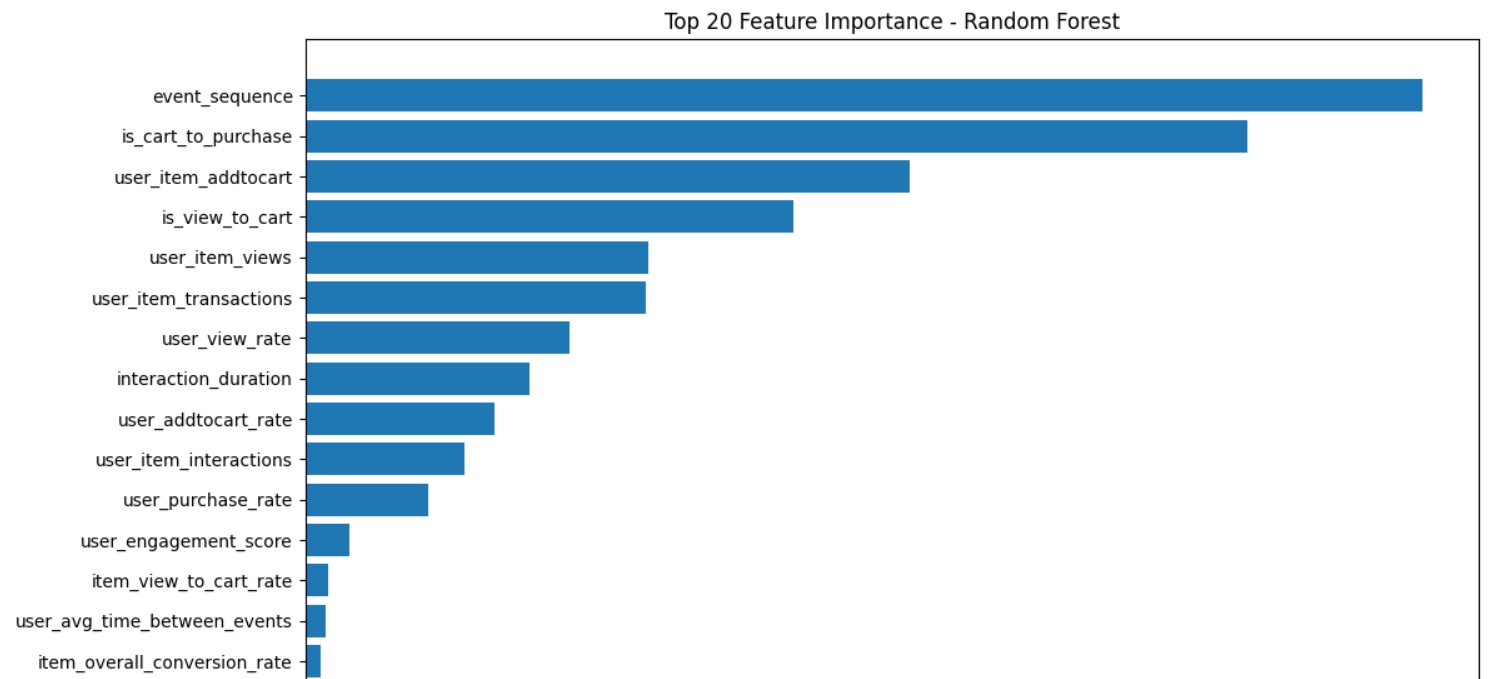 Top 20 Feature Importance - Random Forest
event_sequence
is_cart_to_purchase
user_item_addtocart
is_view_to_cart
user_item_views
user_item_transactions
user_view_rate
interaction_duration
user_addtocart_rate
user_item_interactions
user_purchase_rate
user_engagement_score
item_view_to_cart_rate
user_avg_time_between_events
item_overall_conversion_rate